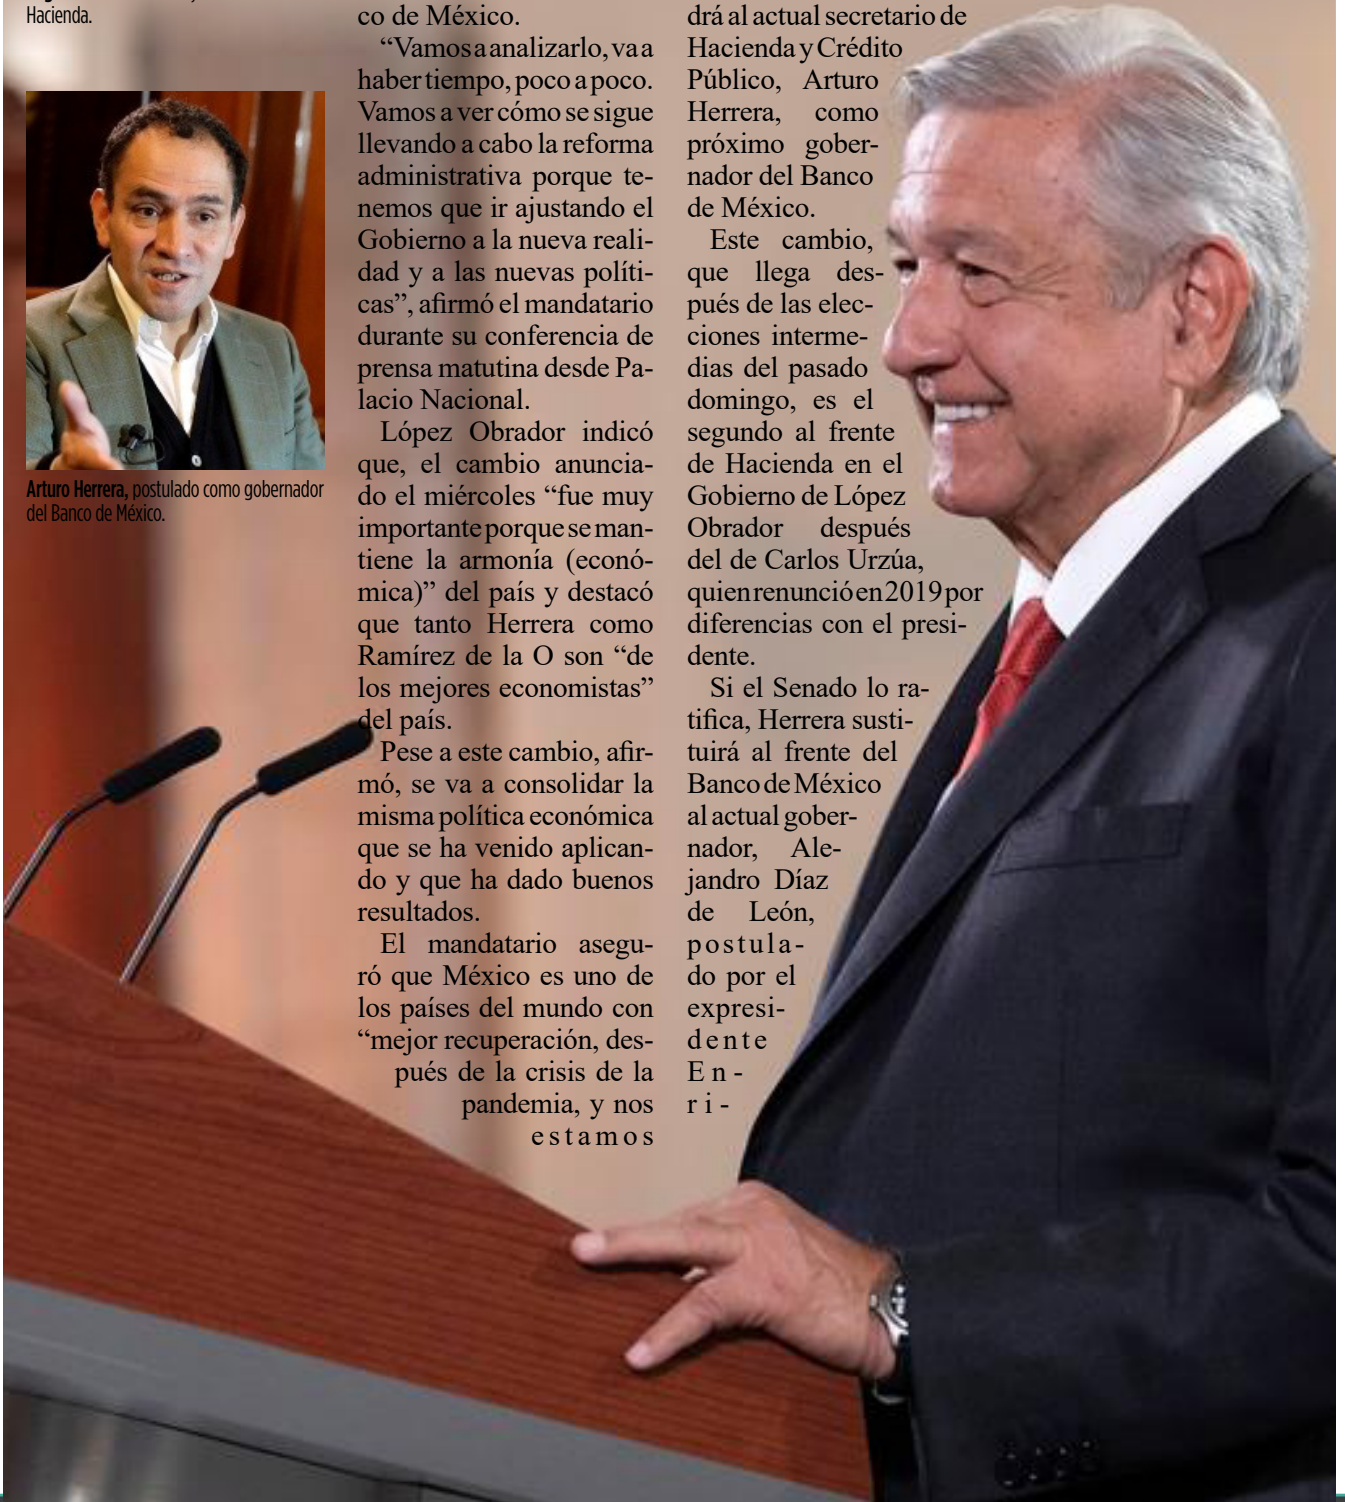 Hacienda.
Arturo Herrera, postulado como gobernador
del Banco de México.
co de México.
“Vamos a analizarlo, va a
haber tiempo, poco a poco.
Vamos a ver cómo se sigue
llevando a cabo la reforma
administrativa porque te-
nemos que ir ajustando el
Gobierno a la nueva reali-
dad y a las nuevas políti-
cas”, afirmó el mandatario
durante su conferencia de
prensa matutina desde Pa-
lacio Nacional.
López Obrador indicó
que, el cambio anuncia-
do el miércoles “fue muy
importante porque se man-
tiene la armonía (econó-
mica)” del país y destacó
que tanto Herrera como
Ramírez de la O son “de
los mejores economistas”
del país.
Pese a este cambio, afir-
mó, se va a consolidar la
misma política económica
que se ha venido aplican-
do y que ha dado buenos
resultados.
El mandatario asegu-
ró que México es uno de
los países del mundo con
“mejor recuperación, des-
pués de la crisis de la
pandemia, y nos
estamos
drá al actual secretario de
Hacienda y Crédito
Público, Arturo
Herrera, como
próximo gober-
nador del Banco
de México.
Este cambio,
que llega des-
pués de las elec-
ciones interme-
dias del pasado
domingo, es el
segundo al frente
de Hacienda en el
Gobierno de López
Obrador después
del de Carlos Urzúa,
quien renunció en 2019 por
diferencias con el presi-
dente.
Si el Senado lo ra-
tifica, Herrera susti-
tuirá al frente del
Banco de México
al actual gober-
nador, Ale-
jandro Díaz
de León,
postula-
do por el
expresi-
dente
En-
ri-